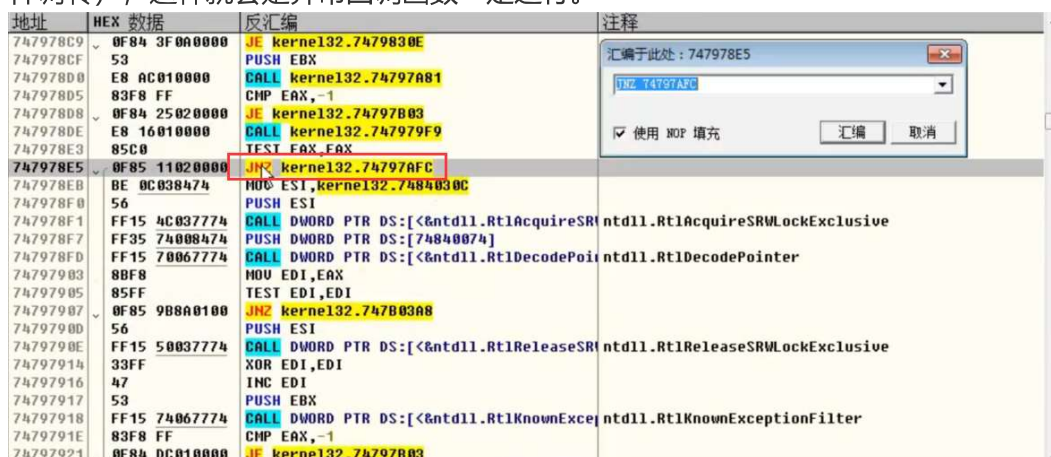 地址 HEX 数据 反汇编 注释
747978C9 0F84 3F0A0000 JE kernel32.7479830E
747978CF 53 PUSH EBX
747978D0 E8 AC010000 CALL kernel32.74797A81
747978D5 83F8 FF CMP EAX,-1
747978D8 0F84 25020000 JE kernel32.74797B03
747978DE E8 16010000 CALL kernel32.747979F9
747978E3 85C0 TEST EAX,EAX
747978E5 0F85 11020000 JNZ kernel32.74797AFC
747978EB BE 0C038474 MOV ESI,kernel32.7484030C
747978F0 56 PUSH ESI
747978F1 FF15 4C037774 CALL DWORD PTR DS:[<&ntdll.RtlAcquireSRW ntdll.RtlAcquireSRWLockExclusive
747978F7 FF35 74008474 PUSH DWORD PTR DS:[74840074]
747978FD FF15 70067774 CALL DWORD PTR DS:[<&ntdll.RtlDecodePoin ntdll.RtlDecodePointer
74797903 8BF8 MOV EDI,EAX
74797905 85FF TEST EDI,EDI
74797907 0F85 9B8A0100 JNZ kernel32.747B03A8
7479790D 56 PUSH ESI
7479790E FF15 50037774 CALL DWORD PTR DS:[<&ntdll.RtlReleaseSRW ntdll.RtlReleaseSRWLockExclusive
74797914 33FF XOR EDI,EDI
74797916 47 INC EDI
74797917 53 PUSH EBX
74797918 FF15 74067774 CALL DWORD PTR DS:[<&ntdll.RtlKnownExcep ntdll.RtlKnownExceptionFilter
7479791E 83F8 FF CMP EAX,-1
74797921 0F84 DC010000 JE kernel32.74797B03
汇编于此处：747978E5
JNZ 74797AFC
使用 NOP 填充 汇编 取消